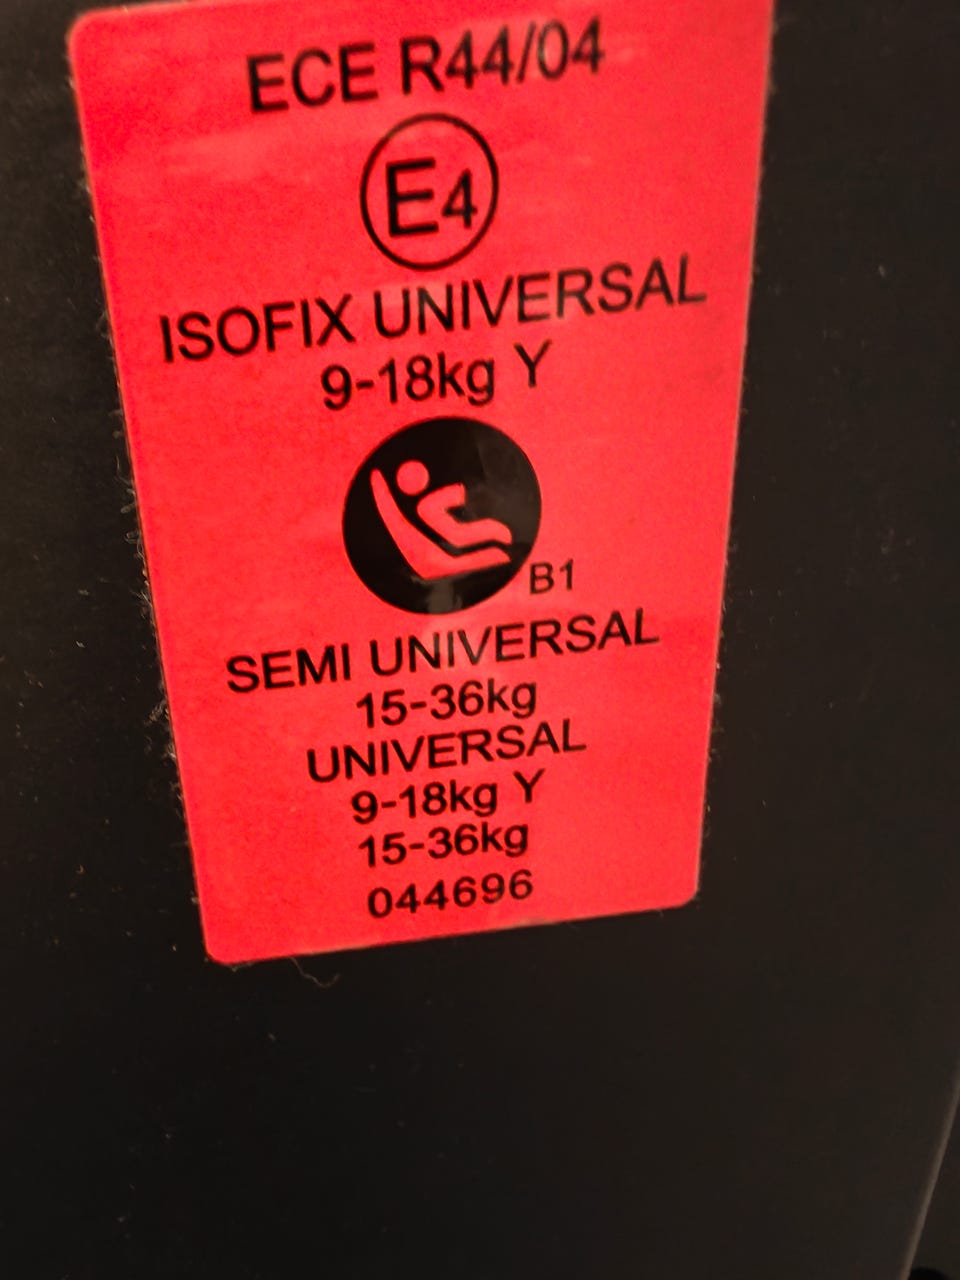 ECE R44/04
E4
ISOFIX UNIVERSAL
9-18kg Y
B1
SEMI UNIVERSAL
15-36kg
UNIVERSAL
9-18kg Y
15-36kg
044696